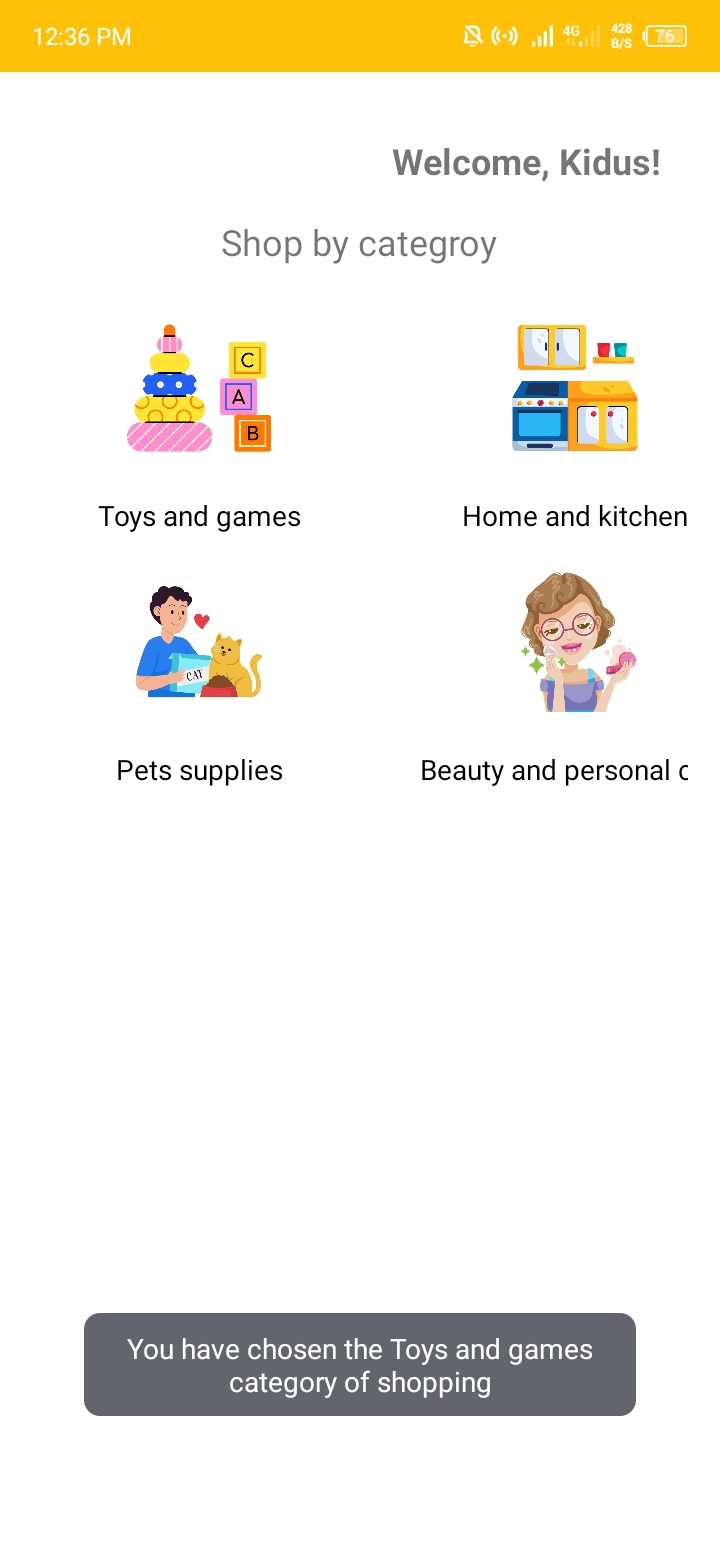 12:36 PM
4G
428
B/S
76
Welcome, Kidus!
Shop by categroy
C
A
B
Toys and games
Home and kitchen
CAT
Pets supplies
Beauty and personal c
You have chosen the Toys and games
category of shopping